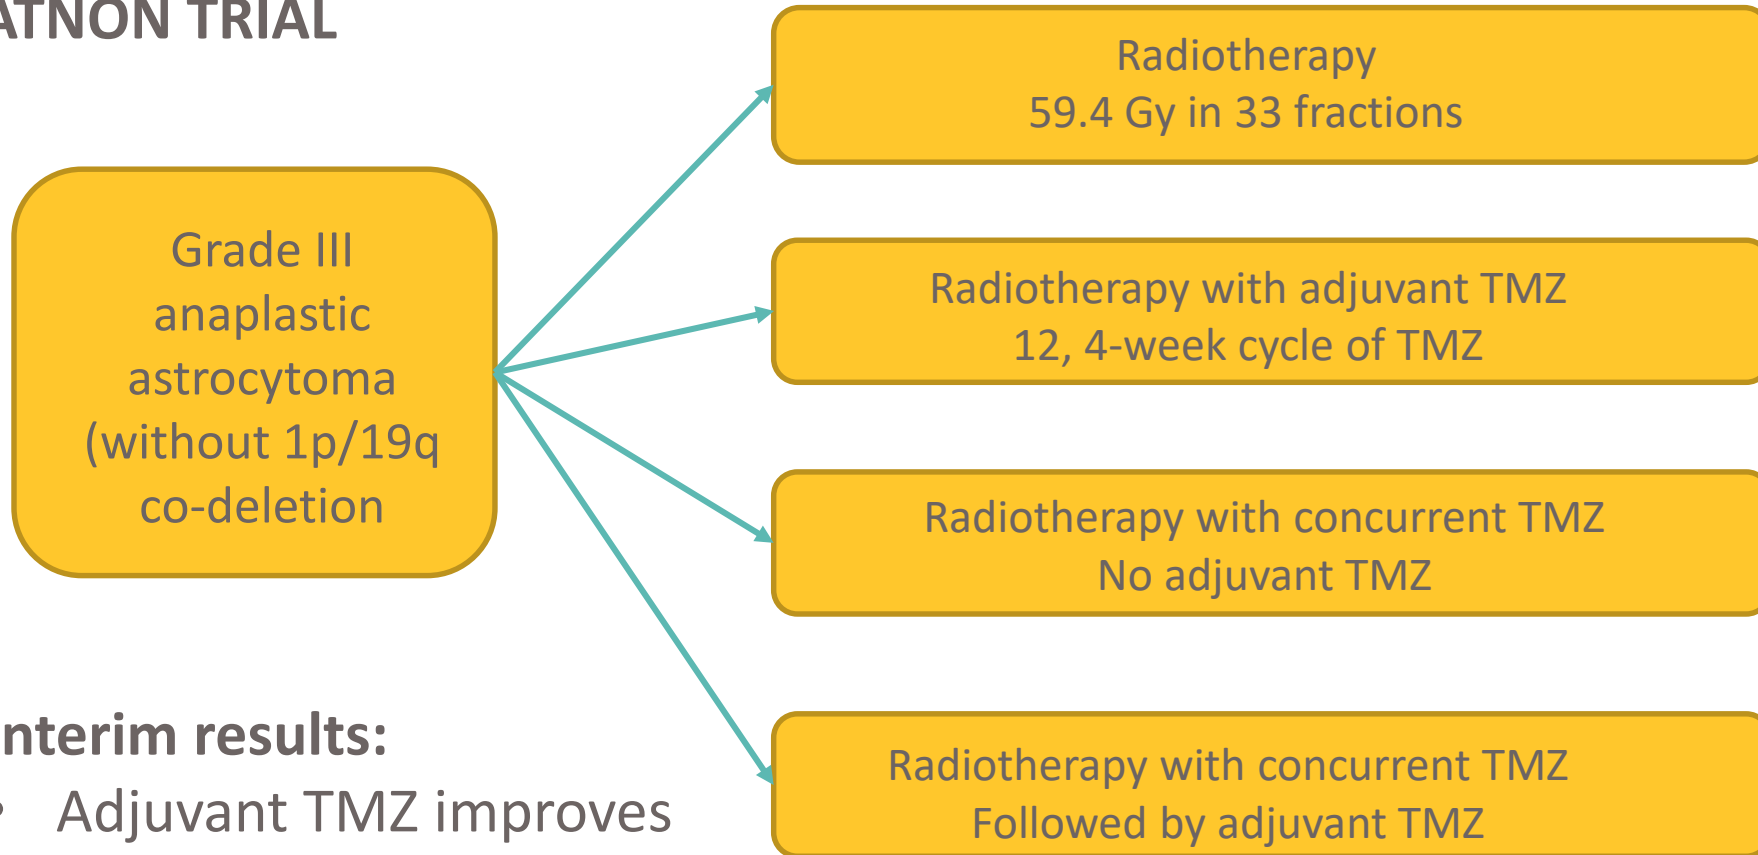 ATNON TRIAL
Radiotherapy
59.4 Gy in 33 fractions
Grade III
anaplastic
astrocytoma
(without 1p/19q
co-deletion
Radiotherapy with adjuvant TMZ
12, 4-week cycle of TMZ
Radiotherapy with concurrent TMZ
No adjuvant TMZ
Radiotherapy with concurrent TMZ
Followed by adjuvant TMZ
nterim results:
• Adjuvant TMZ improves